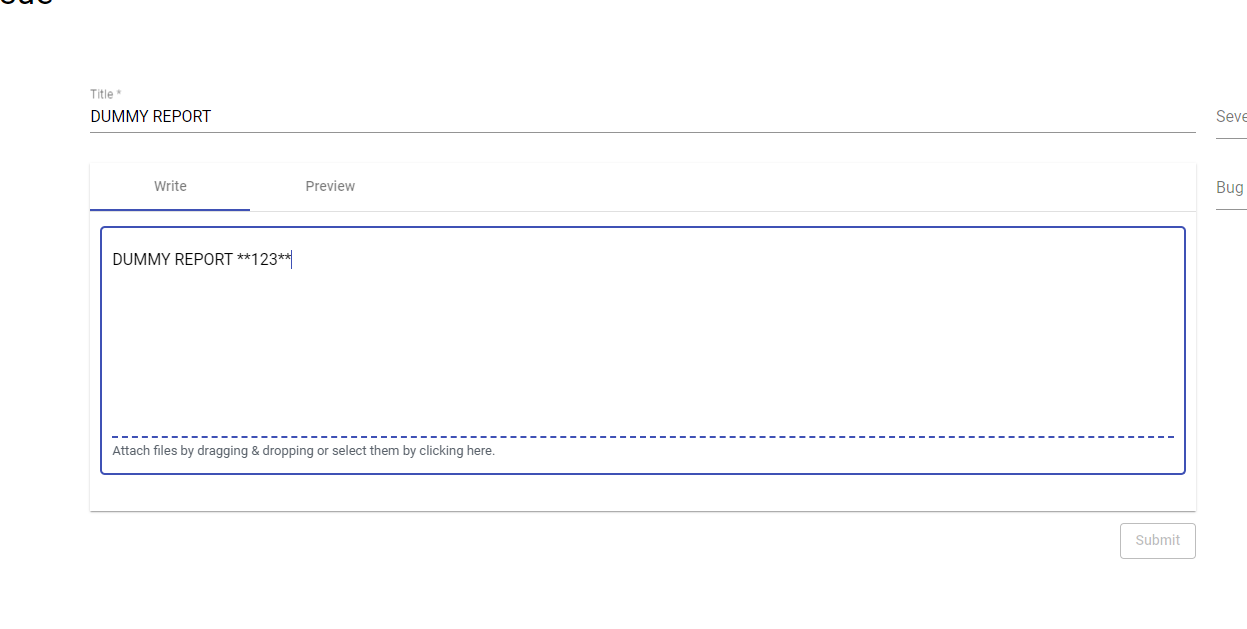 Title *
DUMMY REPORT
Seve
Write
Preview
Bug
DUMMY REPORT **123**
Attach files by dragging & dropping or select them by clicking here.
Submit